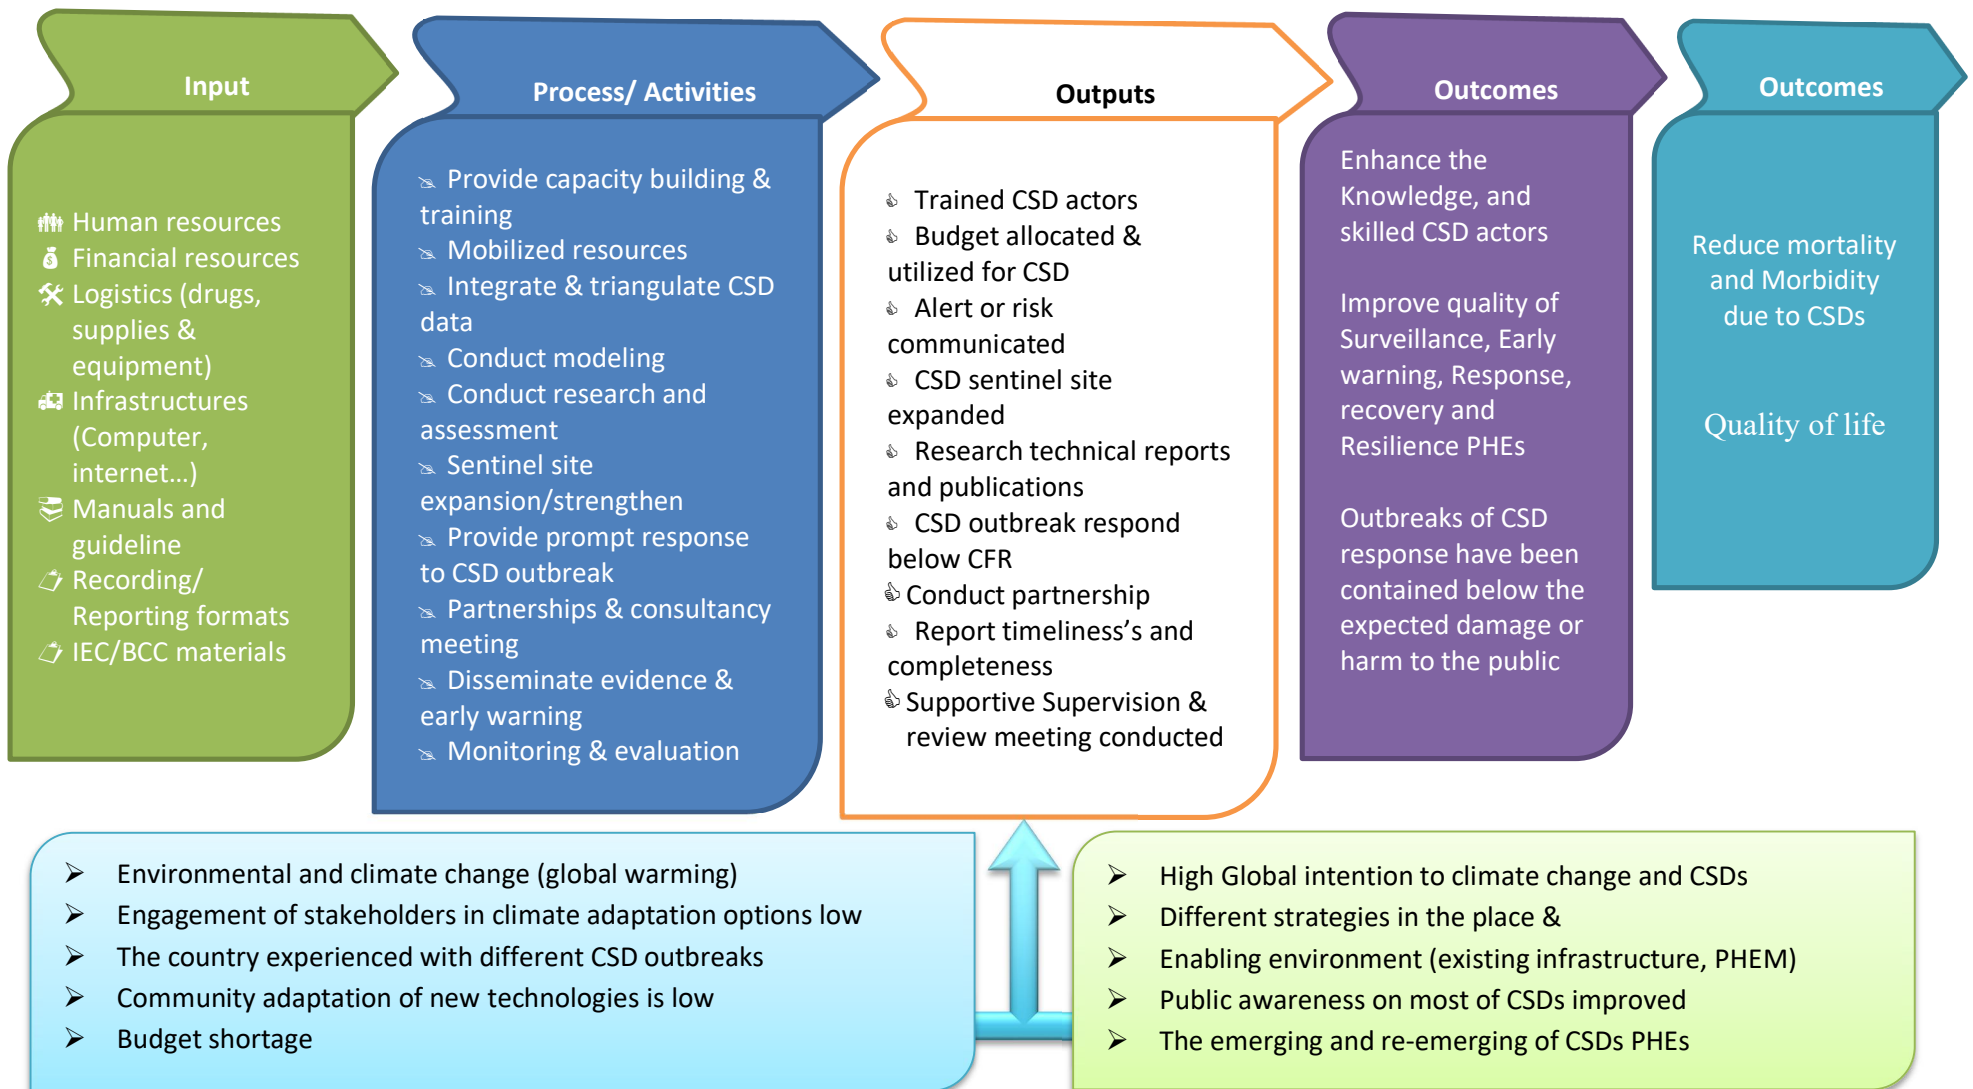 Input
Human resources
Financial resources
Logistics (drugs,
supplies &
equipment)
Infrastructures
(Computer,
internet…)
Manuals and
guideline
Recording/
Reporting formats
IEC/BCC materials
Process/ Activities
Provide capacity building &
training
Mobilized resources
Integrate & triangulate CSD
data
Conduct modeling
Conduct research and
assessment
Sentinel site
expansion/strengthen
Provide prompt response
to CSD outbreak
Partnerships & consultancy
meeting
Disseminate evidence &
early warning
Monitoring & evaluation
Outputs
Trained CSD actors
Budget allocated &
utilized for CSD
Alert or risk
communicated
CSD sentinel site
expanded
Research technical reports
and publications
CSD outbreak respond
below CFR
Conduct partnership
Report timeliness’s and
completeness
Supportive Supervision &
review meeting conducted
Outcomes
Enhance the
Knowledge, and
skilled CSD actors
Improve quality of
Surveillance, Early
warning, Response,
recovery and
Resilience PHEs
Outbreaks of CSD
response have been
contained below the
expected damage or
harm to the public
Outcomes
Reduce mortality
and Morbidity
due to CSDs
Quality of life
➢ Environmental and climate change (global warming)
➢ Engagement of stakeholders in climate adaptation options low
➢ The country experienced with different CSD outbreaks
➢ Community adaptation of new technologies is low
➢ Budget shortage
➢ High Global intention to climate change and CSDs
➢ Different strategies in the place &
➢ Enabling environment (existing infrastructure, PHEM)
➢ Public awareness on most of CSDs improved
➢ The emerging and re-emerging of CSDs PHEs